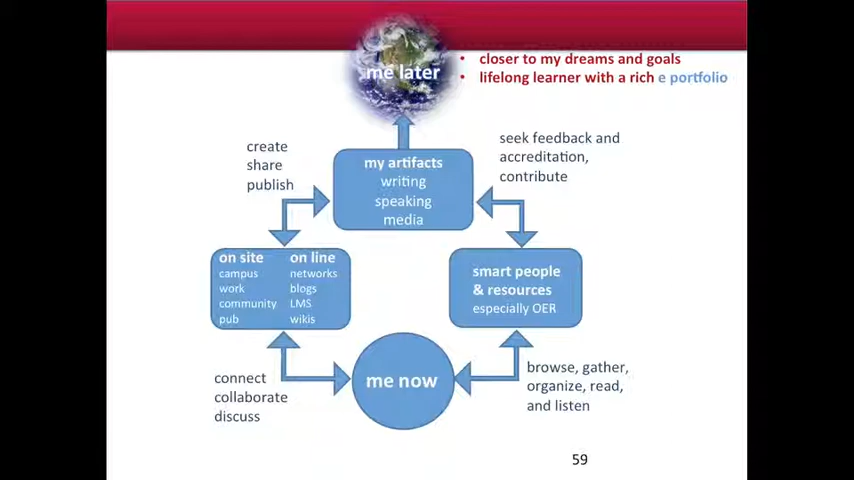 me later
• closer to my dreams and goals
• lifelong learner with a rich e portfolio
create
share
publish
my artifacts
writing
speaking
media
seek feedback and
accreditation,
contribute
on site
campus
work
community
pub
on line
networks
blogs
LMS
wikis
smart people
& resources
especially OER
connect
collaborate
discuss
me now
browse, gather,
organize, read,
and listen
59